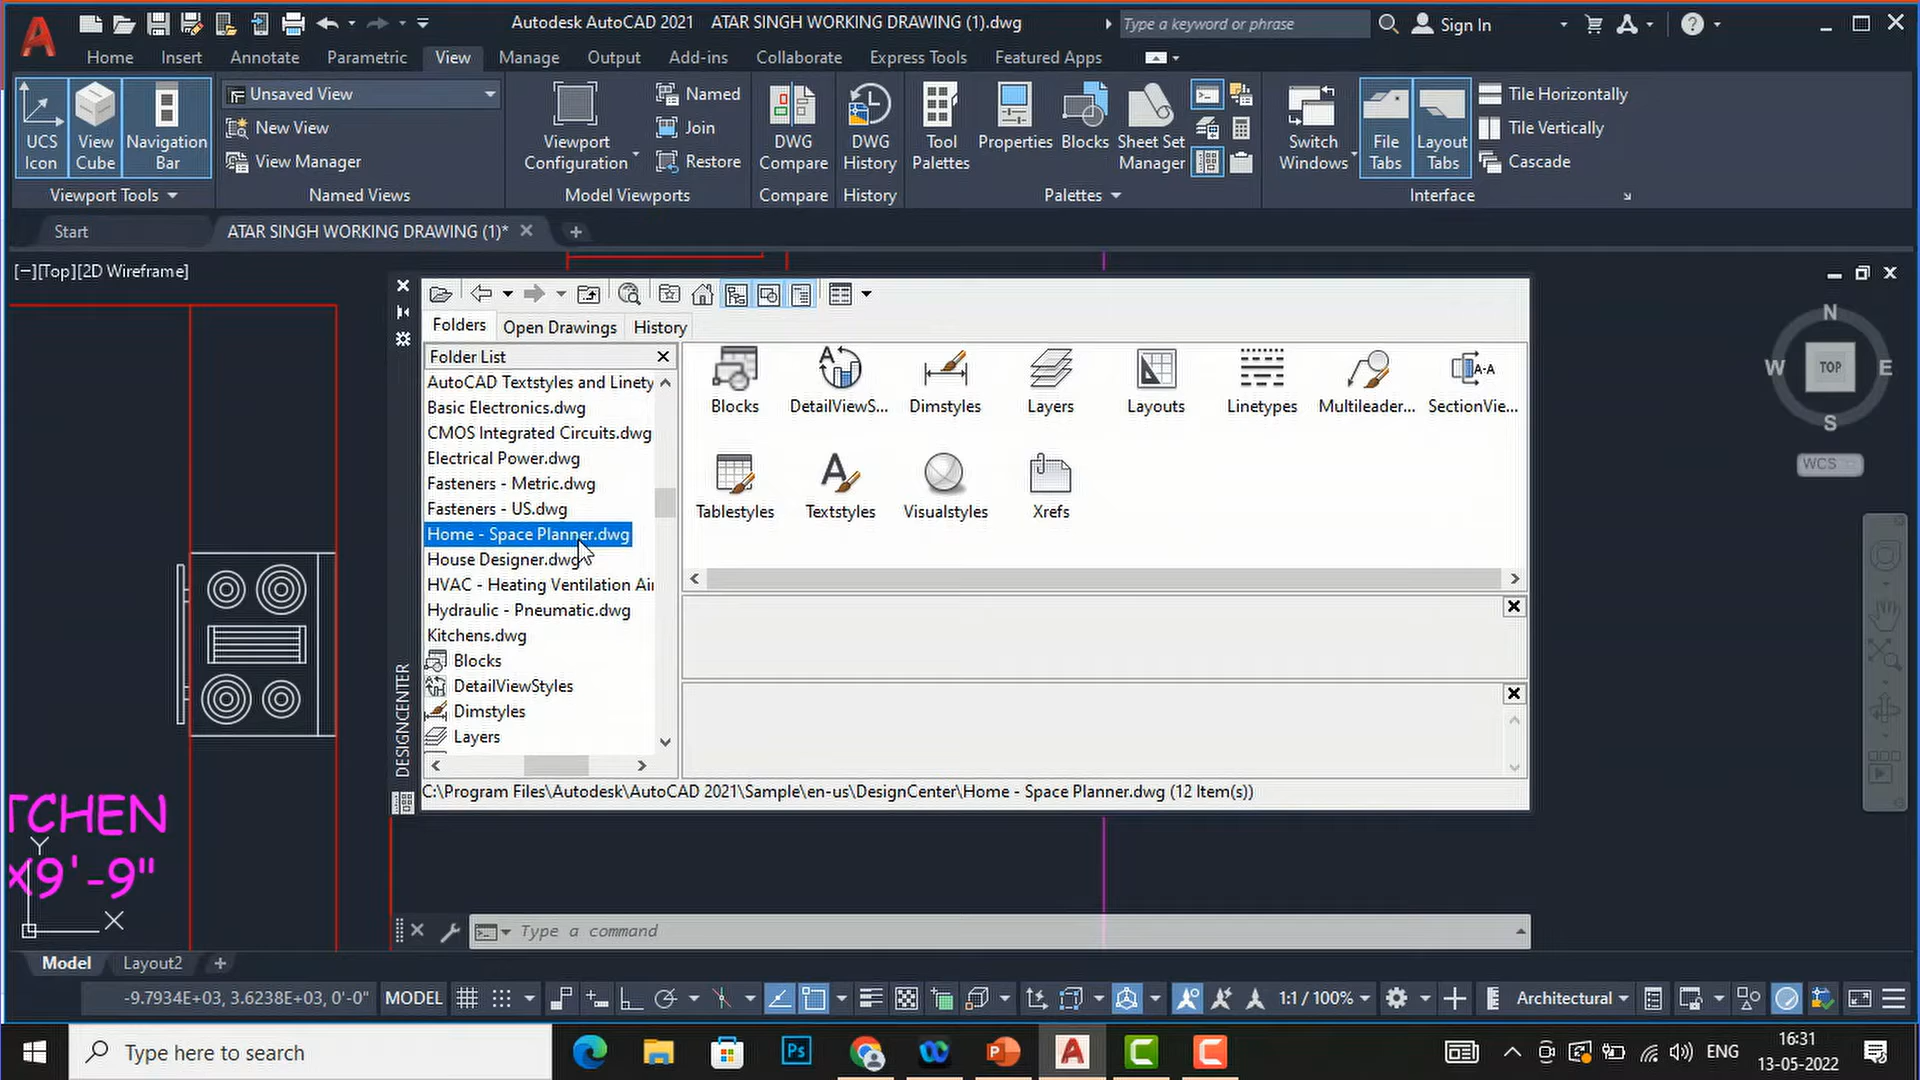 Autodesk AutoCAD 2021 ATAR SINGH WORKING DRAWING (1).dwg
Type a keyword or phrase
Sign In
Home Insert Annotate Parametric View Manage Output Add-ins Collaborate Express Tools Featured Apps
UCS Icon
View Cube
Navigation Bar
Viewport Tools
Unsaved View
New View
View Manager
Named Views
Viewport Configuration
Named
Join
Restore
Model Viewports
DWG Compare
Compare
DWG History
History
Tool Palettes
Properties
Blocks
Sheet Set Manager
Palettes
Switch Windows
File Tabs
Layout Tabs
Tile Horizontally
Tile Vertically
Cascade
Interface
Start
ATAR SINGH WORKING DRAWING (1)*
[−][Top][2D Wireframe]
Folders Open Drawings History
Folder List
AutoCAD Textstyles and Linety
Basic Electronics.dwg
CMOS Integrated Circuits.dwg
Electrical Power.dwg
Fasteners - Metric.dwg
Fasteners - US.dwg
Home - Space Planner.dwg
House Designer.dwg
HVAC - Heating Ventilation Air
Hydraulic - Pneumatic.dwg
Kitchens.dwg
Blocks
DetailViewStyles
Dimstyles
Layers
Blocks DetailViewS... Dimstyles Layers Layouts Linetypes Multileader... SectionVie...
A-A
Tablestyles Textstyles Visualstyles Xrefs
DESIGNCENTER
C:\Program Files\Autodesk\AutoCAD 2021\Sample\en-us\DesignCenter\Home - Space Planner.dwg (12 Item(s))
N
W TOP E
S
WCS
TCHEN
X9'-9"
Y
X
Type a command
Model Layout2
-9.7934E+03, 3.6238E+03, 0'-0" MODEL
1:1 / 100%
Architectural
Type here to search
Ps
ENG
16:31
13-05-2022